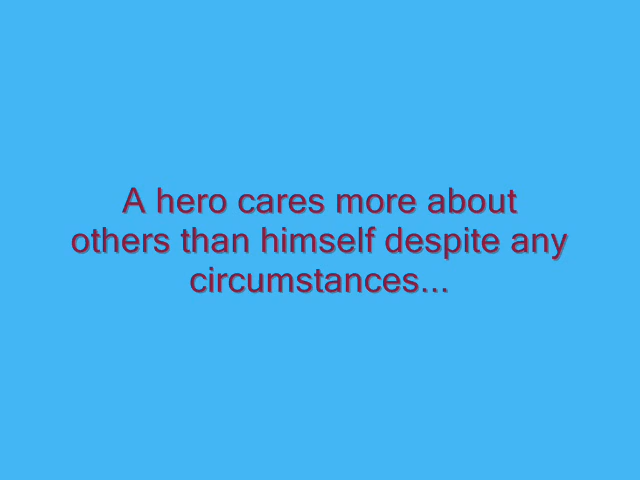 A hero cares more about
others than himself despite any
circumstances...